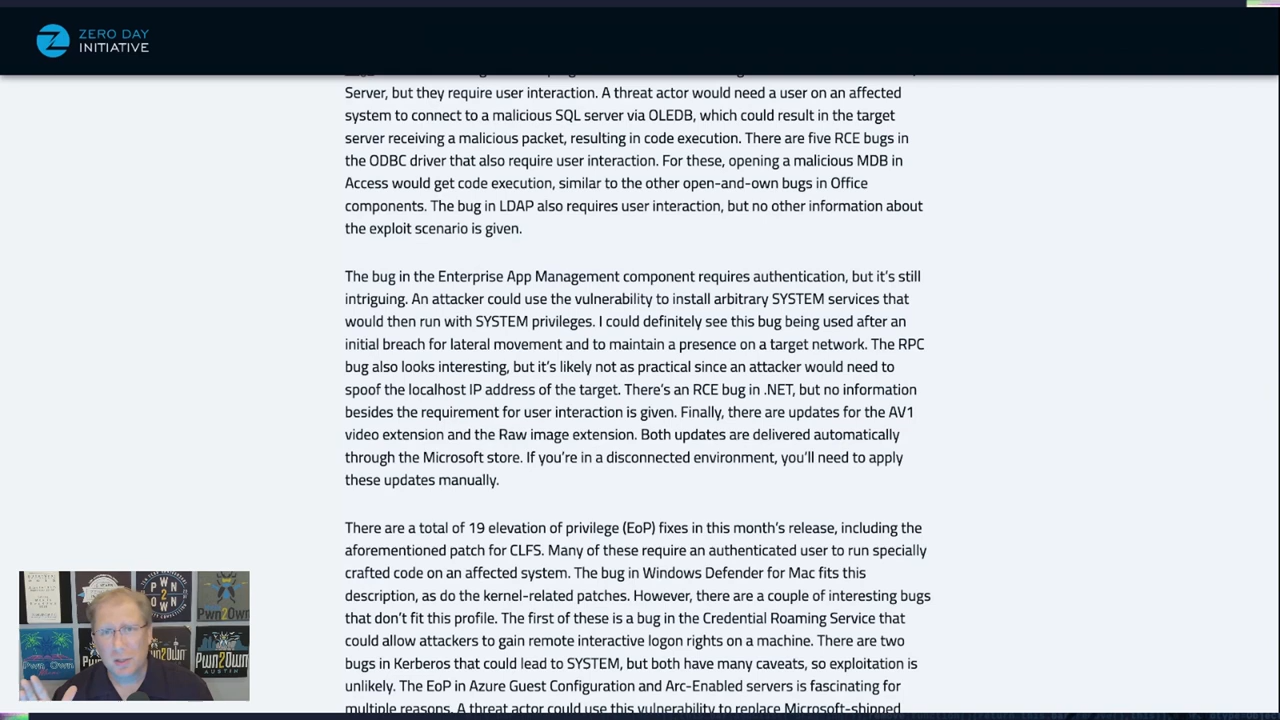 ZERO DAY
INITIATIVE
Server, but they require user interaction. A threat actor would need a user on an affected
system to connect to a malicious SQL server via OLEDB, which could result in the target
server receiving a malicious packet, resulting in code execution. There are five RCE bugs in
the ODBC driver that also require user interaction. For these, opening a malicious MDB in
Access would get code execution, similar to the other open-and-own bugs in Office
components. The bug in LDAP also requires user interaction, but no other information about
the exploit scenario is given.
The bug in the Enterprise App Management component requires authentication, but it's still
intriguing. An attacker could use the vulnerability to install arbitrary SYSTEM services that
would then run with SYSTEM privileges. I could definitely see this bug being used after an
initial breach for lateral movement and to maintain a presence on a target network. The RPC
bug also looks interesting, but it's likely not as practical since an attacker would need to
spoof the localhost IP address of the target. There's an RCE bug in .NET, but no information
besides the requirement for user interaction is given. Finally, there are updates for the AV1
video extension and the Raw image extension. Both updates are delivered automatically
through the Microsoft store. If you're in a disconnected environment, you'll need to apply
these updates manually.
There are a total of 19 elevation of privilege (EoP) fixes in this month's release, including the
aforementioned patch for CLFS. Many of these require an authenticated user to run specially
crafted code on an affected system. The bug in Windows Defender for Mac fits this
description, as do the kernel-related patches. However, there are a couple of interesting bugs
that don't fit this profile. The first of these is a bug in the Credential Roaming Service that
could allow attackers to gain remote interactive logon rights on a machine. There are two
bugs in Kerberos that could lead to SYSTEM, but both have many caveats, so exploitation is
unlikely. The EoP in Azure Guest Configuration and Arc-Enabled servers is fascinating for
multiple reasons. A threat actor could use this vulnerability to replace Microsoft-shipped
PWN
2
OWN
Pwn2Own
Pwn2Own
AUSTIN